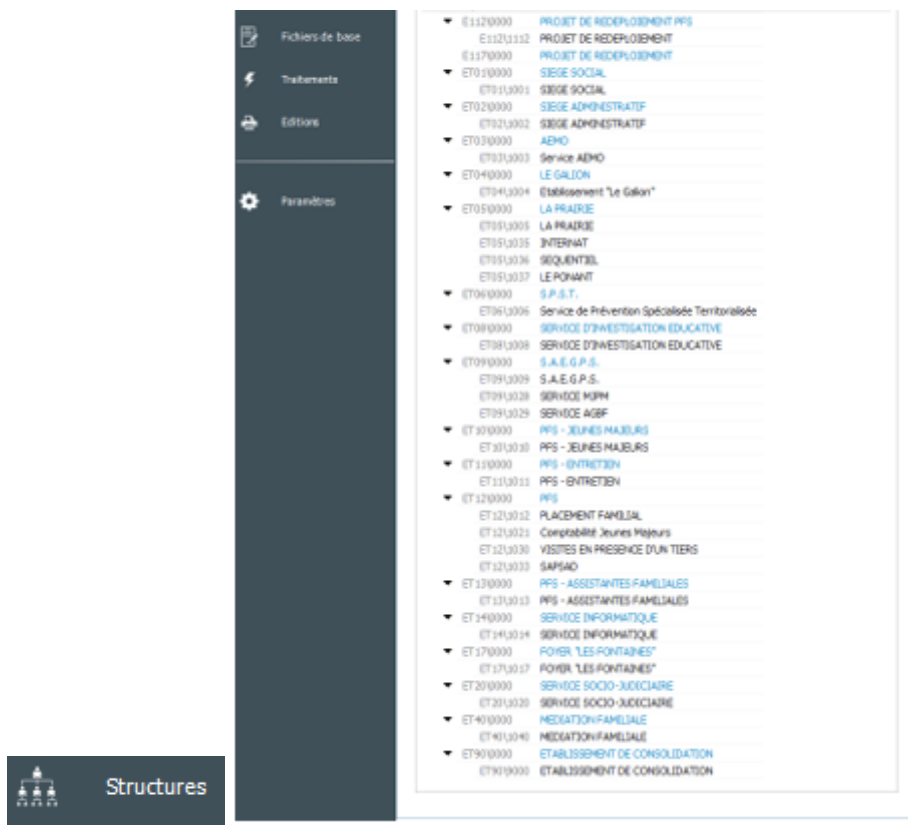 Fichiers de base
Traitements
Editions
Paramètres
Structures
E112\0000 PROJET DE REDEPLOIEMENT PFS
E112\1112 PROJET DE REDEPLOIEMENT
E117\0000 PROJET DE REDEPLOIEMENT
ET01\0000 SIEGE SOCIAL
ET01\1001 SIEGE SOCIAL
ET02\0000 SIEGE ADMINISTRATIF
ET02\1002 SIEGE ADMINISTRATIF
ET03\0000 AEMO
ET03\1003 Service AEMO
ET04\0000 LE GALION
ET04\1004 Etablissement "Le Galion"
ET05\0000 LA PRAIRIE
ET05\1005 LA PRAIRIE
ET05\1035 INTERNAT
ET05\1036 SEQUENTIEL
ET05\1037 LE PONANT
ET06\0000 S.P.S.T.
ET06\1006 Service de Prévention Spécialisée Territorialisée
ET08\0000 SERVICE D'INVESTIGATION EDUCATIVE
ET08\1008 SERVICE D'INVESTIGATION EDUCATIVE
ET09\0000 S.A.E.G.P.S.
ET09\1009 S.A.E.G.P.S.
ET09\1028 SERVICE MJPM
ET09\1029 SERVICE AGBF
ET10\0000 PFS - JEUNES MAJEURS
ET10\1010 PFS - JEUNES MAJEURS
ET11\0000 PFS - ENTRETIEN
ET11\1011 PFS - ENTRETIEN
ET12\0000 PFS
ET12\1012 PLACEMENT FAMILIAL
ET12\1021 Comptabilité Jeunes Majeurs
ET12\1030 VISITES EN PRESENCE D'UN TIERS
ET12\1033 SAPSAD
ET13\0000 PFS - ASSISTANTES FAMILIALES
ET13\1013 PFS - ASSISTANTES FAMILIALES
ET14\0000 SERVICE INFORMATIQUE
ET14\1014 SERVICE INFORMATIQUE
ET17\0000 FOYER "LES FONTAINES"
ET17\1017 FOYER "LES FONTAINES"
ET20\0000 SERVICE SOCIO-JUDICIAIRE
ET20\1020 SERVICE SOCIO-JUDICIAIRE
ET40\0000 MEDIATION FAMILIALE
ET40\1040 MEDIATION FAMILIALE
ET90\0000 ETABLISSEMENT DE CONSOLIDATION
ET90\9000 ETABLISSEMENT DE CONSOLIDATION